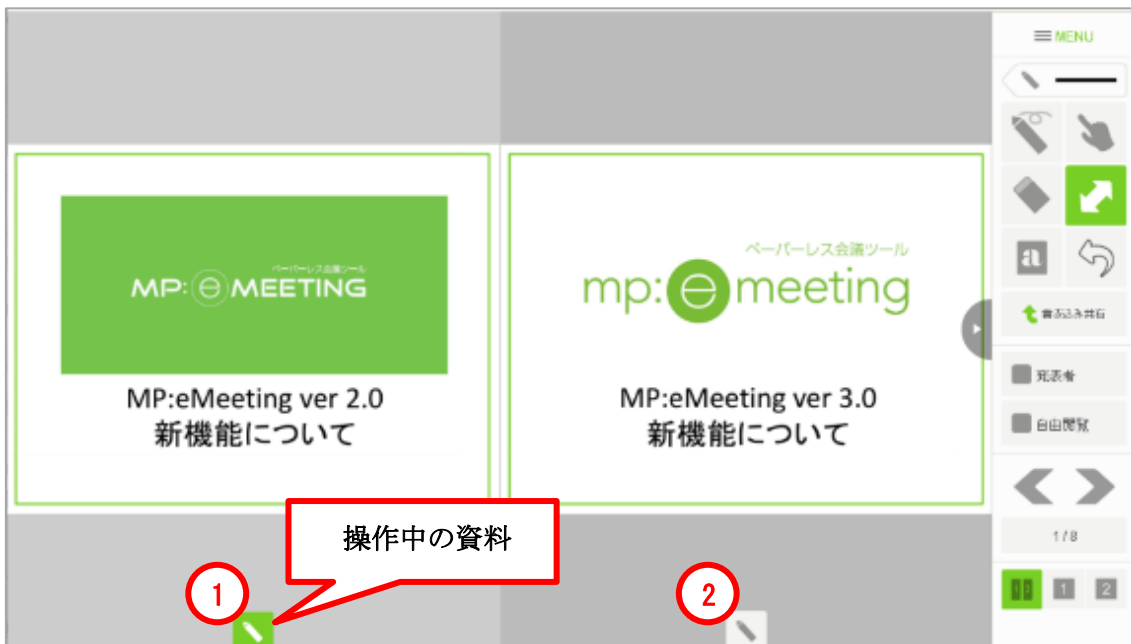 ペーパーレス会議ツール
MP:eMEETING
MP:eMeeting ver 2.0
新機能について
ペーパーレス会議ツール
mp:emeeting
MP:eMeeting ver 3.0
新機能について
操作中の資料
1
2
MENU
a
書き込み共有
発表者
自由閲覧
1/8
1
2